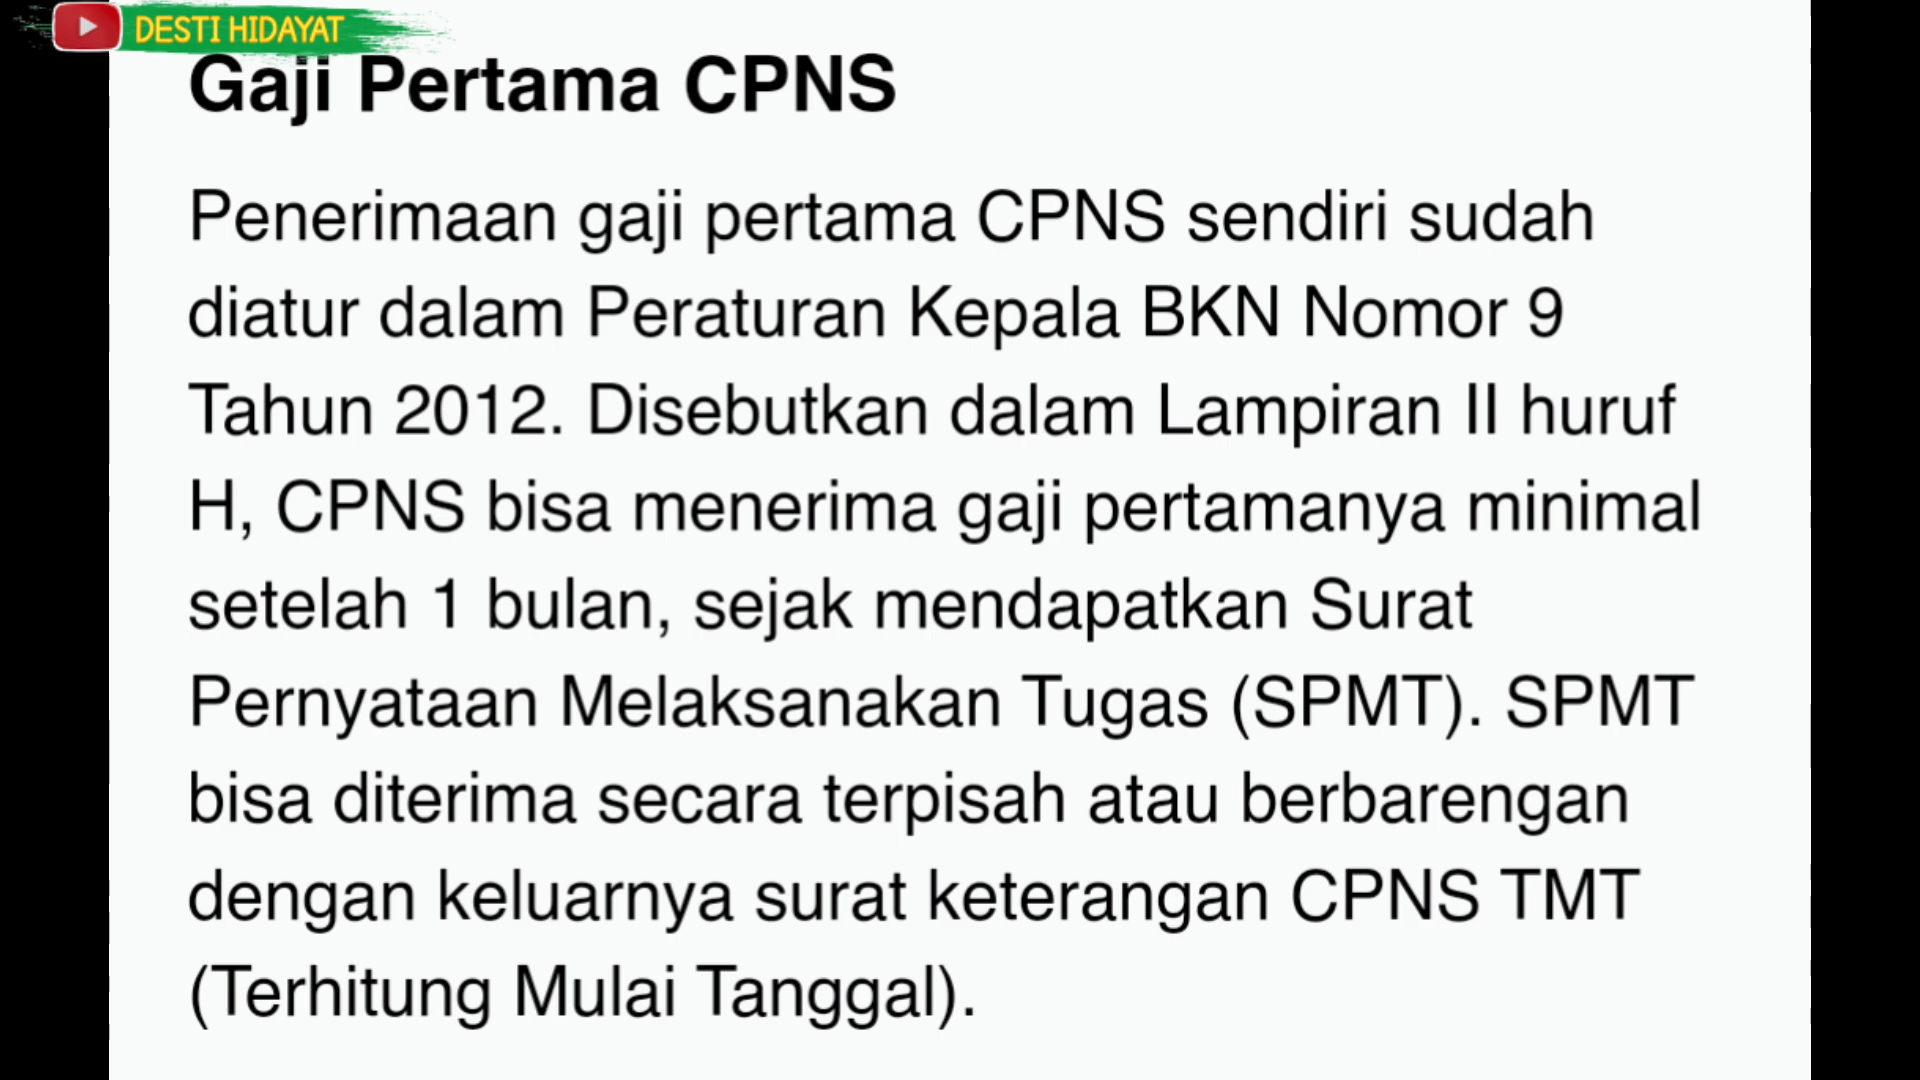 DESTI HIDAYAT
Gaji Pertama CPNS
Penerimaan gaji pertama CPNS sendiri sudah
diatur dalam Peraturan Kepala BKN Nomor 9
Tahun 2012. Disebutkan dalam Lampiran II huruf
H, CPNS bisa menerima gaji pertamanya minimal
setelah 1 bulan, sejak mendapatkan Surat
Pernyataan Melaksanakan Tugas (SPMT). SPMT
bisa diterima secara terpisah atau berbarengan
dengan keluarnya surat keterangan CPNS TMT
(Terhitung Mulai Tanggal).